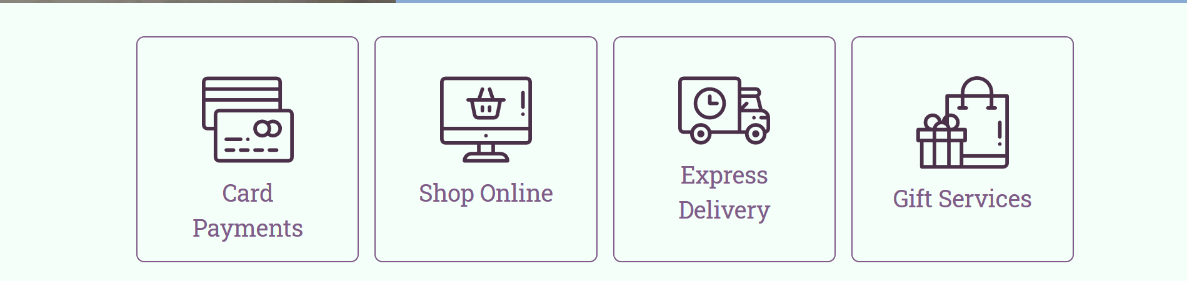 Card
Payments
Shop Online
Express
Delivery
Gift Services